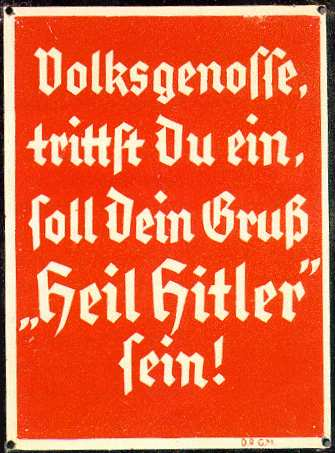 Volksgenosse,
trittst Du ein,
soll Dein Gruß
„Heil Hitler”
sein!
D.R.G.M.